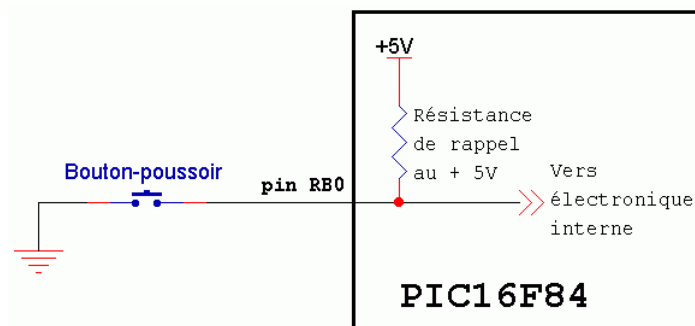 +5V
Résistance
de rappel
au + 5V
Bouton-poussoir
pin RB0
Vers
électronique
interne
PIC16F84